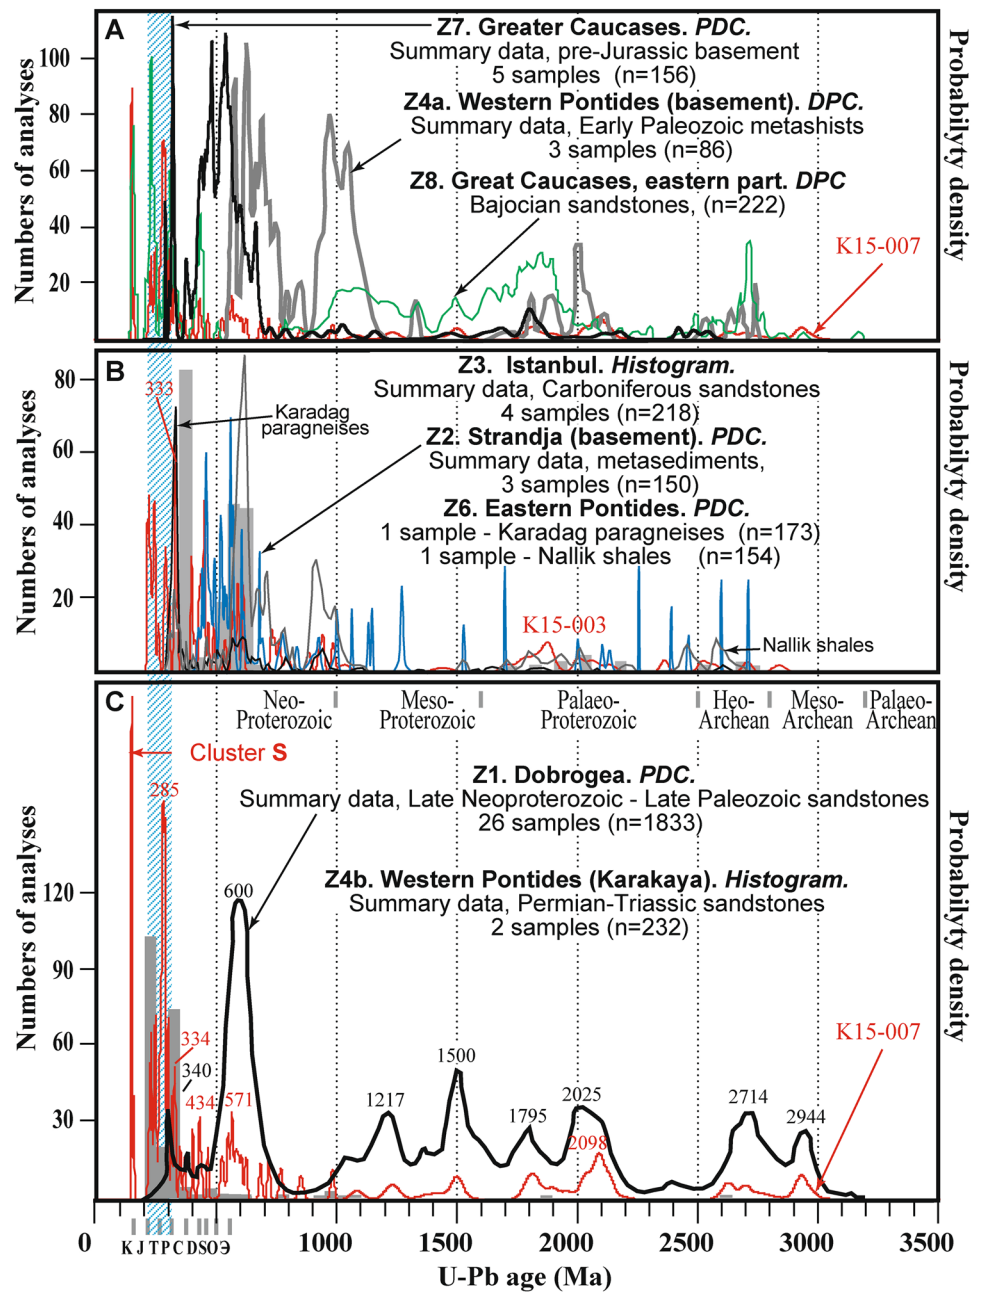 A
Z7. Greater Caucases. PDC.
Summary data, pre-Jurassic basement
5 samples (n=156)
Z4a. Western Pontides (basement). DPC.
Summary data, Early Paleozoic metashists
3 samples (n=86)
Z8. Great Caucases, eastern part. DPC
Bajocian sandstones, (n=222)
K15-007
100
80
60
40
20
Numbers of analyses
Probabilyty density
B
Z3. Istanbul. Histogram.
Summary data, Carboniferous sandstones
4 samples (n=218)
Z2. Strandja (basement). PDC.
Summary data, metasediments,
3 samples (n=150)
Z6. Eastern Pontides. PDC.
1 sample - Karadag paragneises (n=173)
1 sample - Nallik shales (n=154)
333
Karadag
paragneises
K15-003
Nallik shales
80
60
40
20
Numbers of analyses
Probabilyty density
C
Neo-
Proterozoic
Meso-
Proterozoic
Palaeo-
Proterozoic
Heo-
Archean
Meso-
Archean
Palaeo-
Archean
Cluster S
285
Z1. Dobrogea. PDC.
Summary data, Late Neoproterozoic - Late Paleozoic sandstones
26 samples (n=1833)
Z4b. Western Pontides (Karakaya). Histogram.
Summary data, Permian-Triassic sandstones
2 samples (n=232)
600
334
340
434
571
1217
1500
1795
2025
2098
2714
2944
K15-007
120
90
60
30
Numbers of analyses
Probabilyty density
K J T P C D S O Э
0 1000 1500 2000 2500 3000 3500
U-Pb age (Ma)